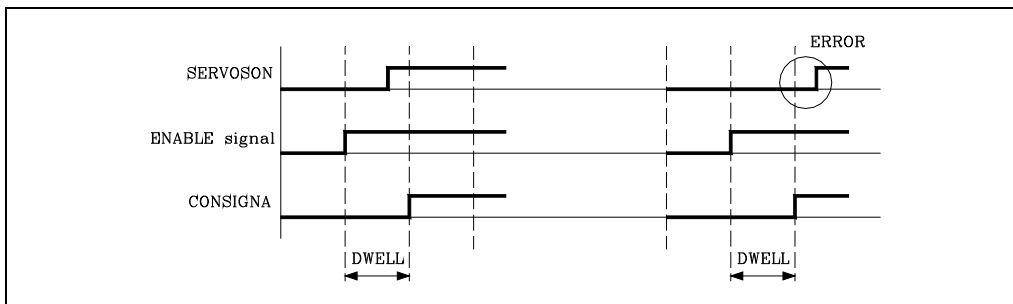 ERROR
SERVOSON
ENABLE signal
CONSIGNA
DWELL
DWELL